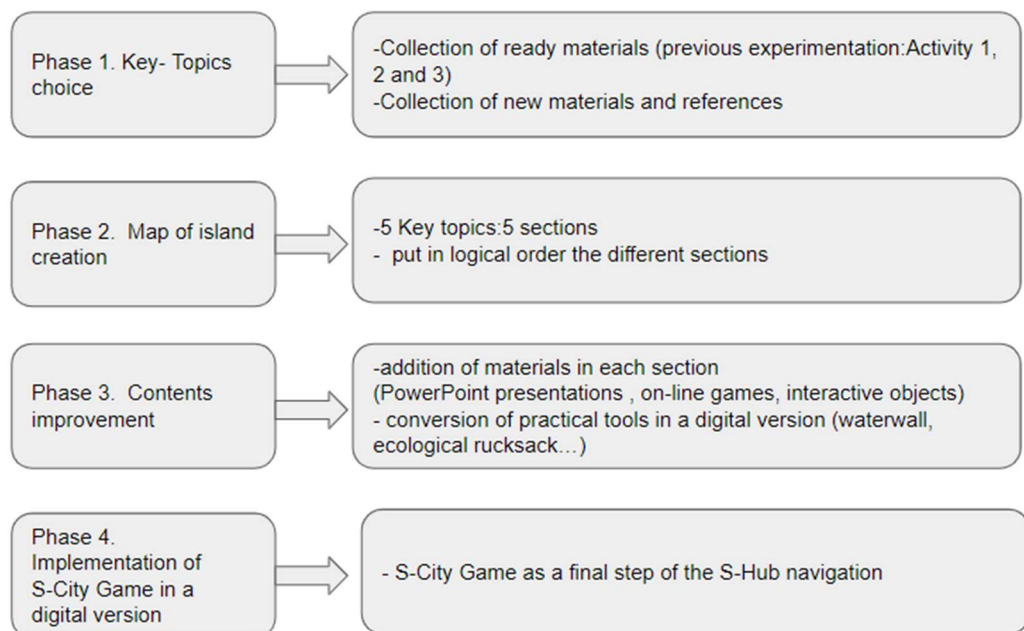 Phase 1. Key- Topics
choice
-Collection of ready materials (previous experimentation:Activity 1,
2 and 3)
-Collection of new materials and references
Phase 2.  Map of island
creation
-5 Key topics:5 sections
-  put in logical order the different sections
Phase 3.  Contents
improvement
-addition of materials in each section
(PowerPoint presentations , on-line games, interactive objects)
- conversion of practical tools in a digital version (waterwall,
ecological rucksack…)
Phase 4.
Implementation of
S-City Game in a
digital version
- S-City Game as a final step of the S-Hub navigation